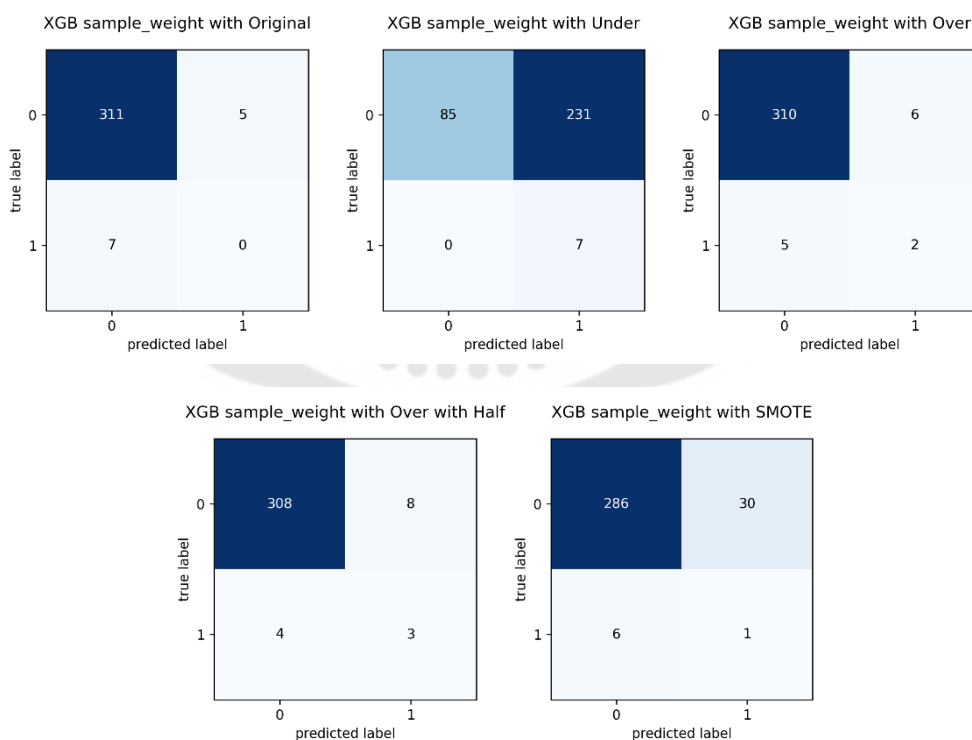 XGB sample_weight with Original
XGB sample_weight with Under
XGB sample_weight with Over
0
311
5
1
7
0
0
1
true label
predicted label
0
85
231
1
0
7
0
1
true label
predicted label
0
310
6
1
5
2
0
1
true label
predicted label
XGB sample_weight with Over with Half
XGB sample_weight with SMOTE
0
308
8
1
4
3
0
1
true label
predicted label
0
286
30
1
6
1
0
1
true label
predicted label